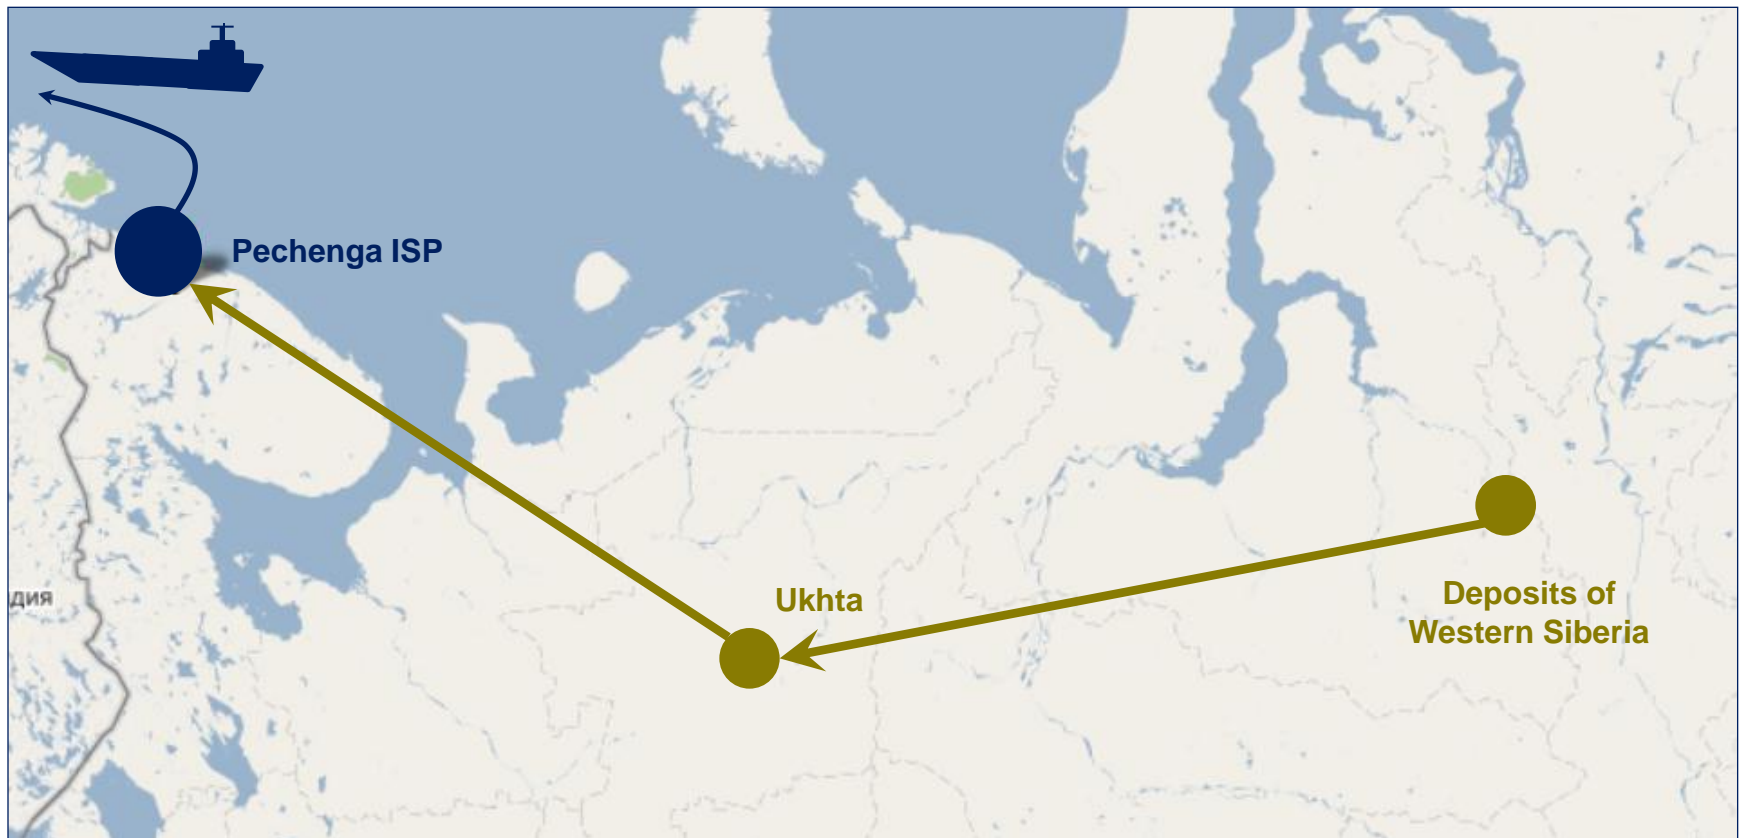 Pechenga ISP
дия
Ukhta
Deposits of
Western Siberia